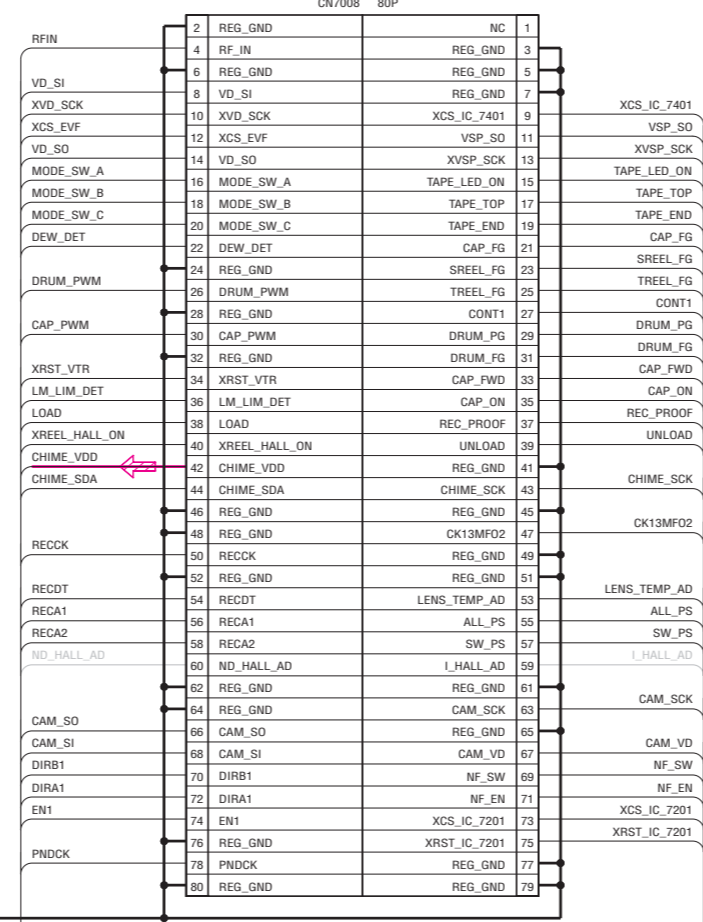 CN7008 80P
2 REG_GND NC 1
RFIN
4 RF_IN REG_GND 3
6 REG_GND REG_GND 5
VD_SI
8 VD_SI REG_GND 7
XVD_SCK XCS_IC_7401
10 XVD_SCK XCS_IC_7401 9
XCS_EVF VSP_SO
12 XCS_EVF VSP_SO 11
VD_SO XVSP_SCK
14 VD_SO XVSP_SCK 13
MODE_SW_A TAPE_LED_ON
16 MODE_SW_A TAPE_LED_ON 15
MODE_SW_B TAPE_TOP
18 MODE_SW_B TAPE_TOP 17
MODE_SW_C TAPE_END
20 MODE_SW_C TAPE_END 19
DEW_DET CAP_FG
22 DEW_DET CAP_FG 21
SREEL_FG
24 REG_GND SREEL_FG 23
DRUM_PWM TREEL_FG
26 DRUM_PWM TREEL_FG 25
CONT1
28 REG_GND CONT1 27
CAP_PWM DRUM_PG
30 CAP_PWM DRUM_PG 29
DRUM_FG
32 REG_GND DRUM_FG 31
XRST_VTR CAP_FWD
34 XRST_VTR CAP_FWD 33
LM_LIM_DET CAP_ON
36 LM_LIM_DET CAP_ON 35
LOAD REC_PROOF
38 LOAD REC_PROOF 37
XREEL_HALL_ON UNLOAD
40 XREEL_HALL_ON UNLOAD 39
CHIME_VDD
42 CHIME_VDD REG_GND 41
CHIME_SDA CHIME_SCK
44 CHIME_SDA CHIME_SCK 43
46 REG_GND REG_GND 45
CK13MFO2
48 REG_GND CK13MFO2 47
RECCK
50 RECCK REG_GND 49
52 REG_GND REG_GND 51
RECDT LENS_TEMP_AD
54 RECDT LENS_TEMP_AD 53
RECA1 ALL_PS
56 RECA1 ALL_PS 55
RECA2 SW_PS
58 RECA2 SW_PS 57
ND_HALL_AD I_HALL_AD
60 ND_HALL_AD I_HALL_AD 59
62 REG_GND REG_GND 61
CAM_SCK
64 REG_GND CAM_SCK 63
CAM_SO
66 CAM_SO REG_GND 65
CAM_SI CAM_VD
68 CAM_SI CAM_VD 67
DIRB1 NF_SW
70 DIRB1 NF_SW 69
DIRA1 NF_EN
72 DIRA1 NF_EN 71
EN1 XCS_IC_7201
74 EN1 XCS_IC_7201 73
XRST_IC_7201
76 REG_GND XRST_IC_7201 75
PNDCK
78 PNDCK REG_GND 77
80 REG_GND REG_GND 79